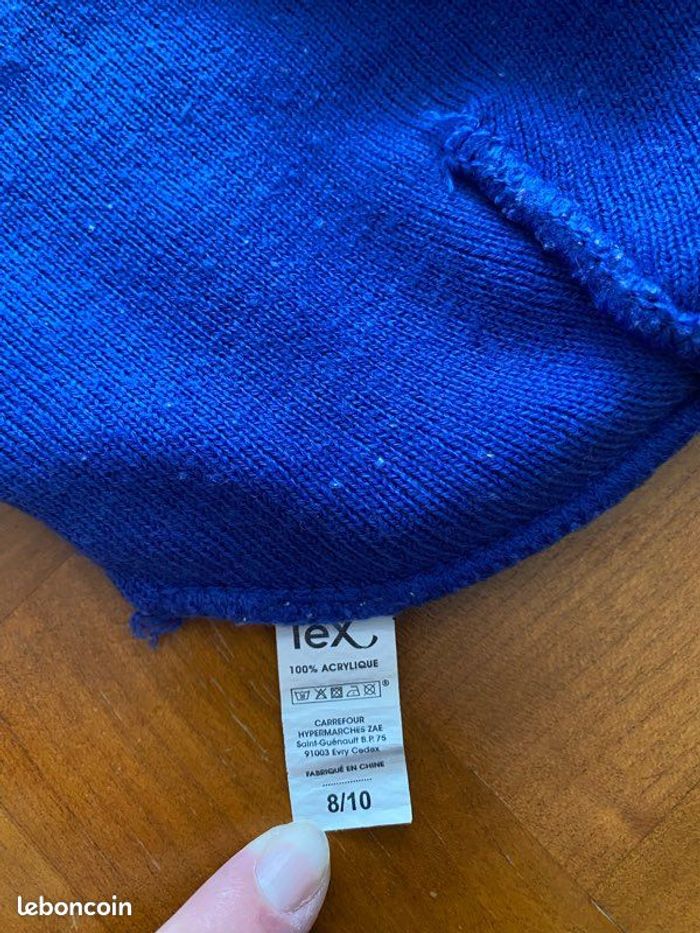 Tex
100% ACRYLIQUE
CARREFOUR
HYPERMARCHES ZAE
Saint-Guénault B.P. 75
91003 Evry Cedex
FABRIQUÉ EN CHINE
8/10
leboncoin